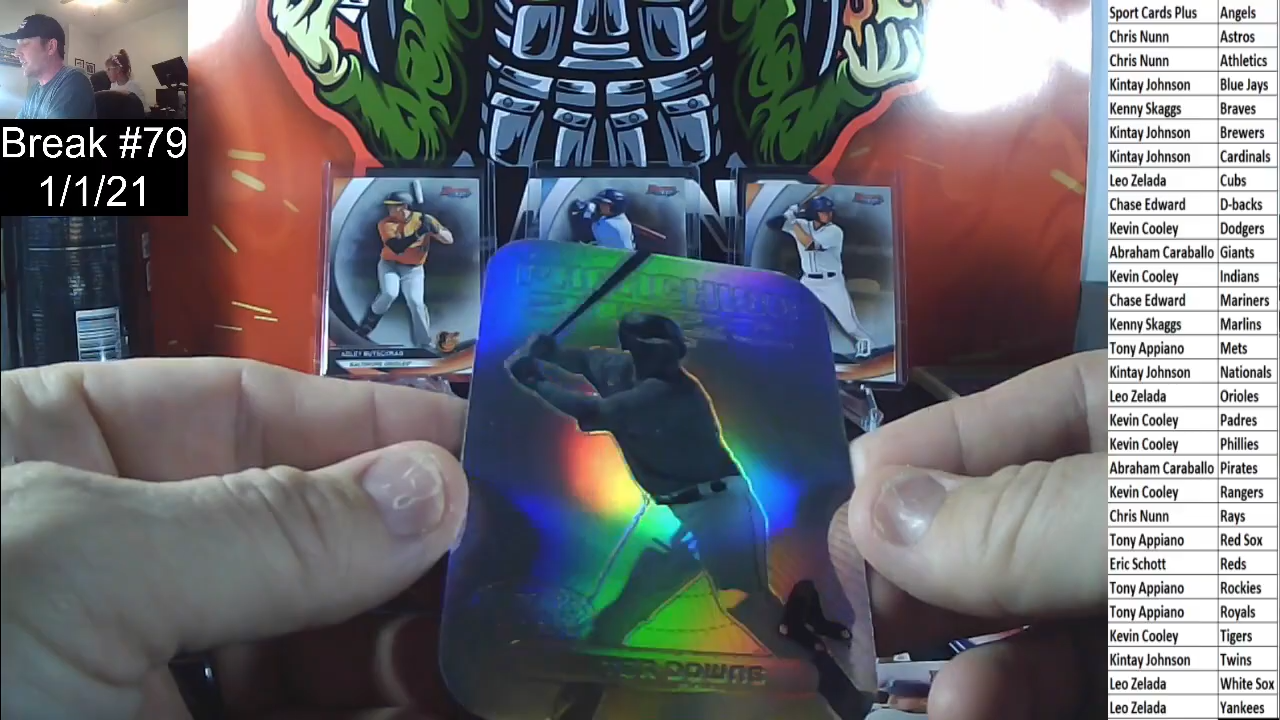 Break #79
1/1/21
ADLEY RUTSCHMAN
BALTIMORE ORIOLES
Sport Cards Plus Angels
Chris Nunn Astros
Chris Nunn Athletics
Kintay Johnson Blue Jays
Kenny Skaggs Braves
Kintay Johnson Brewers
Kintay Johnson Cardinals
Leo Zelada Cubs
Chase Edward D-backs
Kevin Cooley Dodgers
Abraham Caraballo Giants
Kevin Cooley Indians
Chase Edward Mariners
Kenny Skaggs Marlins
Tony Appiano Mets
Kintay Johnson Nationals
Leo Zelada Orioles
Kevin Cooley Padres
Kevin Cooley Phillies
Abraham Caraballo Pirates
Kevin Cooley Rangers
Chris Nunn Rays
Tony Appiano Red Sox
Eric Schott Reds
Tony Appiano Rockies
Tony Appiano Royals
Kevin Cooley Tigers
Kintay Johnson Twins
Leo Zelada White Sox
Leo Zelada Yankees